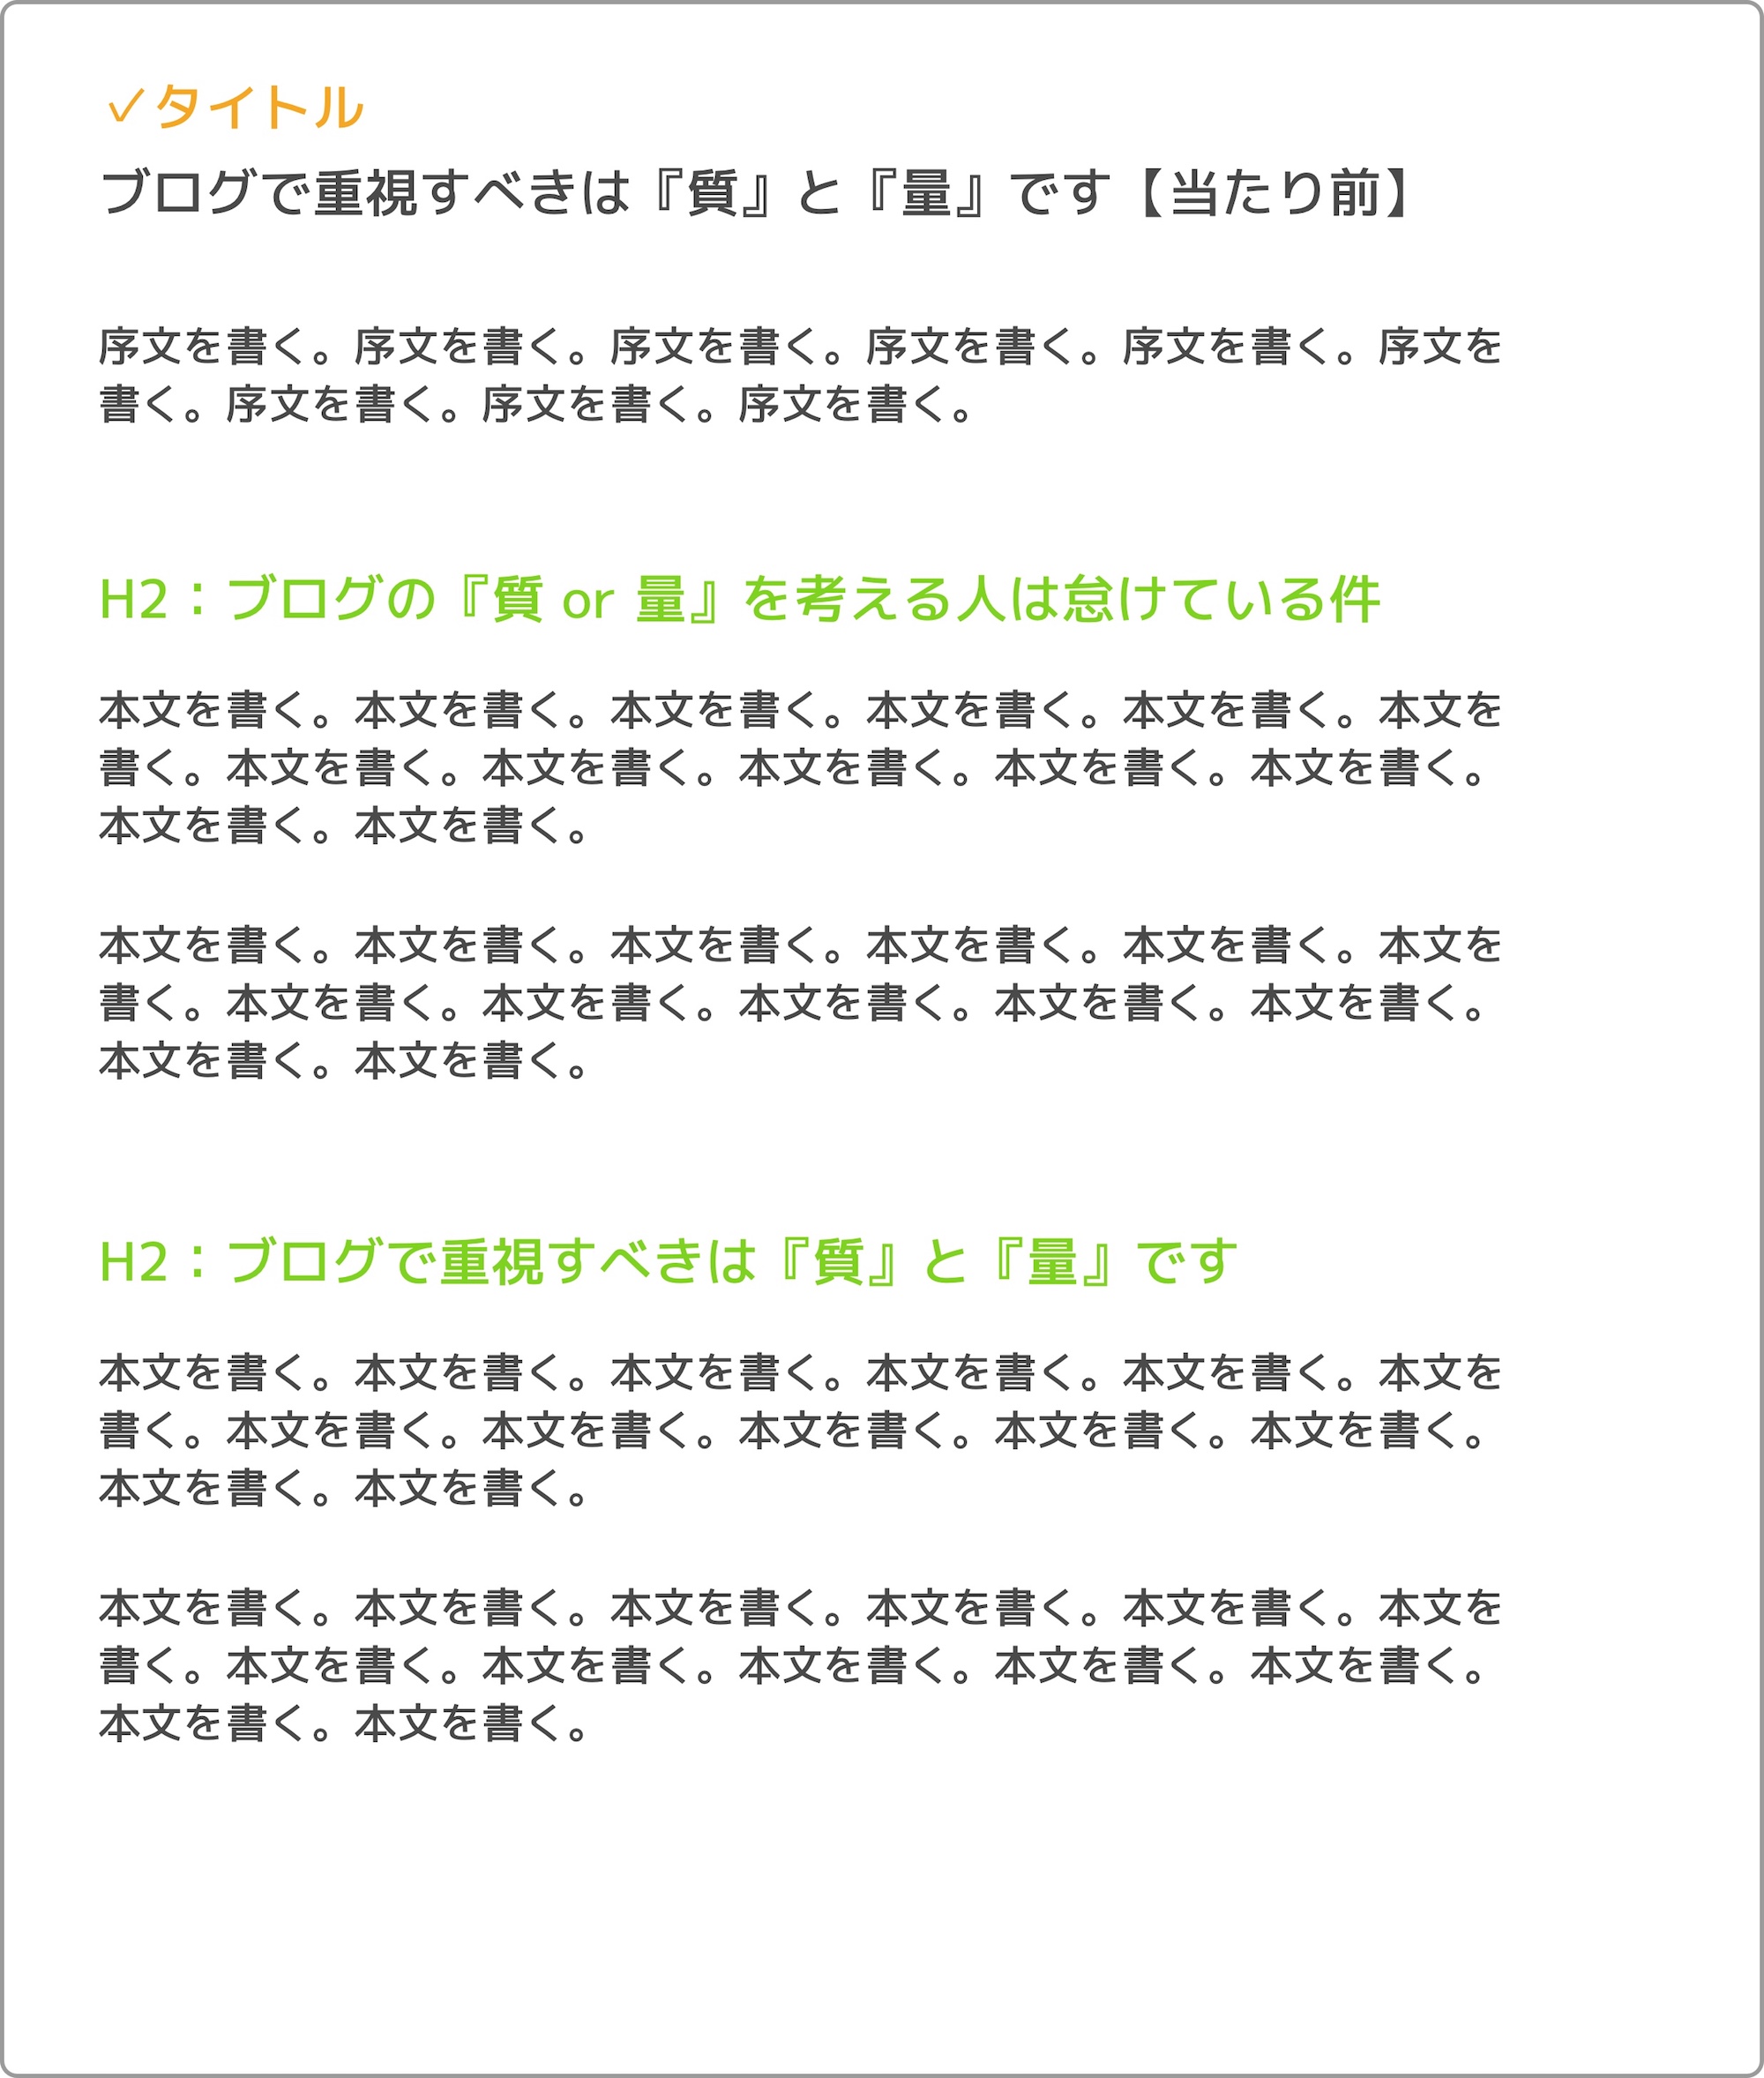 ✓タイトル
ブログで重視すべきは『質』と『量』です【当たり前】
序文を書く。序文を書く。序文を書く。序文を書く。序文を書く。序文を
書く。序文を書く。序文を書く。序文を書く。
H2：ブログの『質 or 量』を考える人は怠けている件
本文を書く。本文を書く。本文を書く。本文を書く。本文を書く。本文を
書く。本文を書く。本文を書く。本文を書く。本文を書く。本文を書く。
本文を書く。本文を書く。
本文を書く。本文を書く。本文を書く。本文を書く。本文を書く。本文を
書く。本文を書く。本文を書く。本文を書く。本文を書く。本文を書く。
本文を書く。本文を書く。
H2：ブログで重視すべきは『質』と『量』です
本文を書く。本文を書く。本文を書く。本文を書く。本文を書く。本文を
書く。本文を書く。本文を書く。本文を書く。本文を書く。本文を書く。
本文を書く。本文を書く。
本文を書く。本文を書く。本文を書く。本文を書く。本文を書く。本文を
書く。本文を書く。本文を書く。本文を書く。本文を書く。本文を書く。
本文を書く。本文を書く。